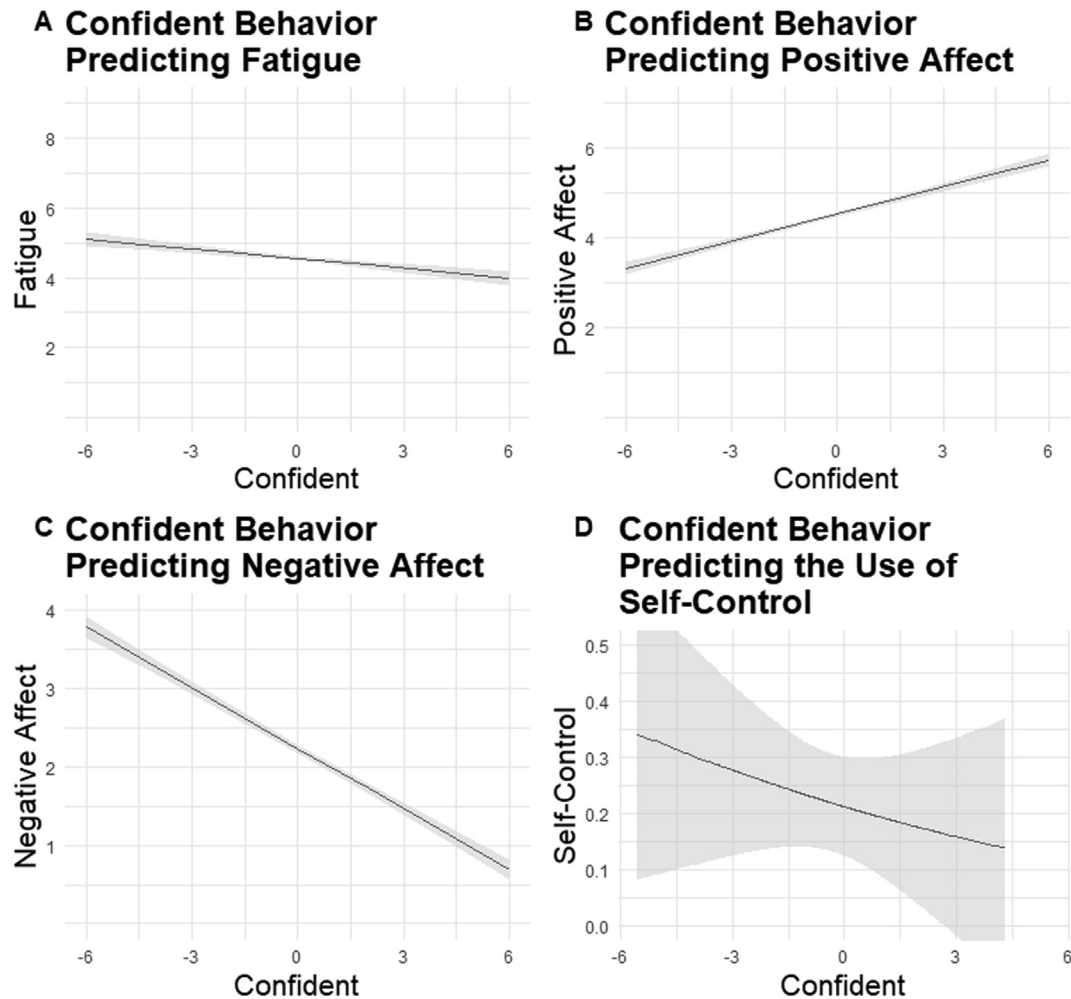 A Confident Behavior
Predicting Fatigue
Fatigue
8
6
4
2
-6 -3 0 3 6
Confident
B Confident Behavior
Predicting Positive Affect
Positive Affect
6
4
2
-6 -3 0 3 6
Confident
C Confident Behavior
Predicting Negative Affect
Negative Affect
4
3
2
1
-6 -3 0 3 6
Confident
D Confident Behavior
Predicting the Use of
Self-Control
Self-Control
0.5
0.4
0.3
0.2
0.1
0.0
-6 -3 0 3 6
Confident